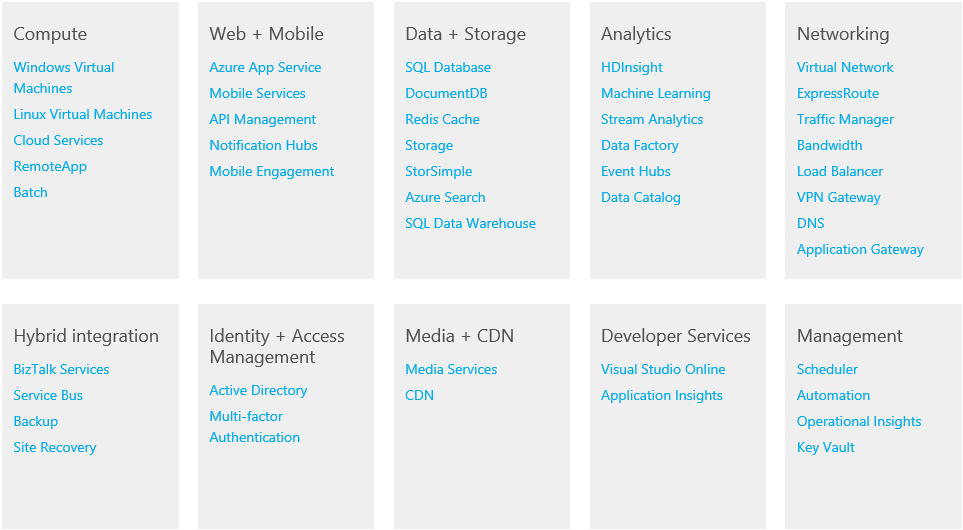 Compute
Windows Virtual
Machines
Linux Virtual Machines
Cloud Services
RemoteApp
Batch
Web + Mobile
Azure App Service
Mobile Services
API Management
Notification Hubs
Mobile Engagement
Data + Storage
SQL Database
DocumentDB
Redis Cache
Storage
StorSimple
Azure Search
SQL Data Warehouse
Analytics
HDInsight
Machine Learning
Stream Analytics
Data Factory
Event Hubs
Data Catalog
Networking
Virtual Network
ExpressRoute
Traffic Manager
Bandwidth
Load Balancer
VPN Gateway
DNS
Application Gateway
Hybrid integration
BizTalk Services
Service Bus
Backup
Site Recovery
Identity + Access
Management
Active Directory
Multi-factor
Authentication
Media + CDN
Media Services
CDN
Developer Services
Visual Studio Online
Application Insights
Management
Scheduler
Automation
Operational Insights
Key Vault